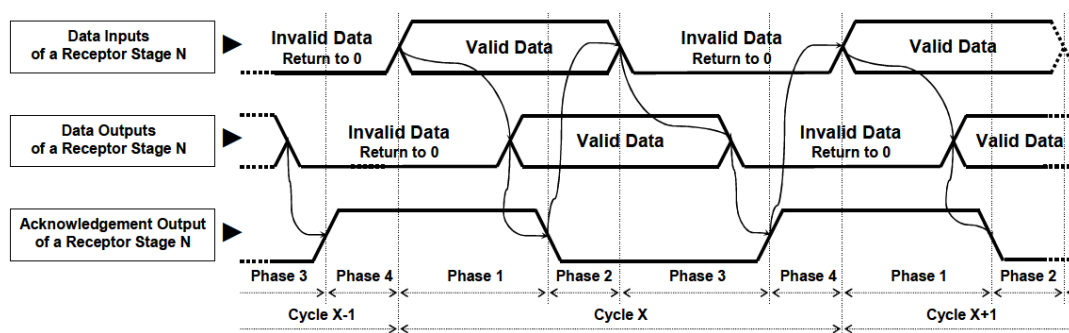 Data Inputs
of a Receptor Stage N
Invalid Data
Return to 0
Valid Data
Invalid Data
Return to 0
Valid Data
Data Outputs
of a Receptor Stage N
Invalid Data
Return to 0
Valid Data
Invalid Data
Return to 0
Valid Data
Acknowledgement Output
of a Receptor Stage N
Phase 3
Phase 4
Phase 1
Phase 2
Phase 3
Phase 4
Phase 1
Phase 2
Cycle X-1
Cycle X
Cycle X+1